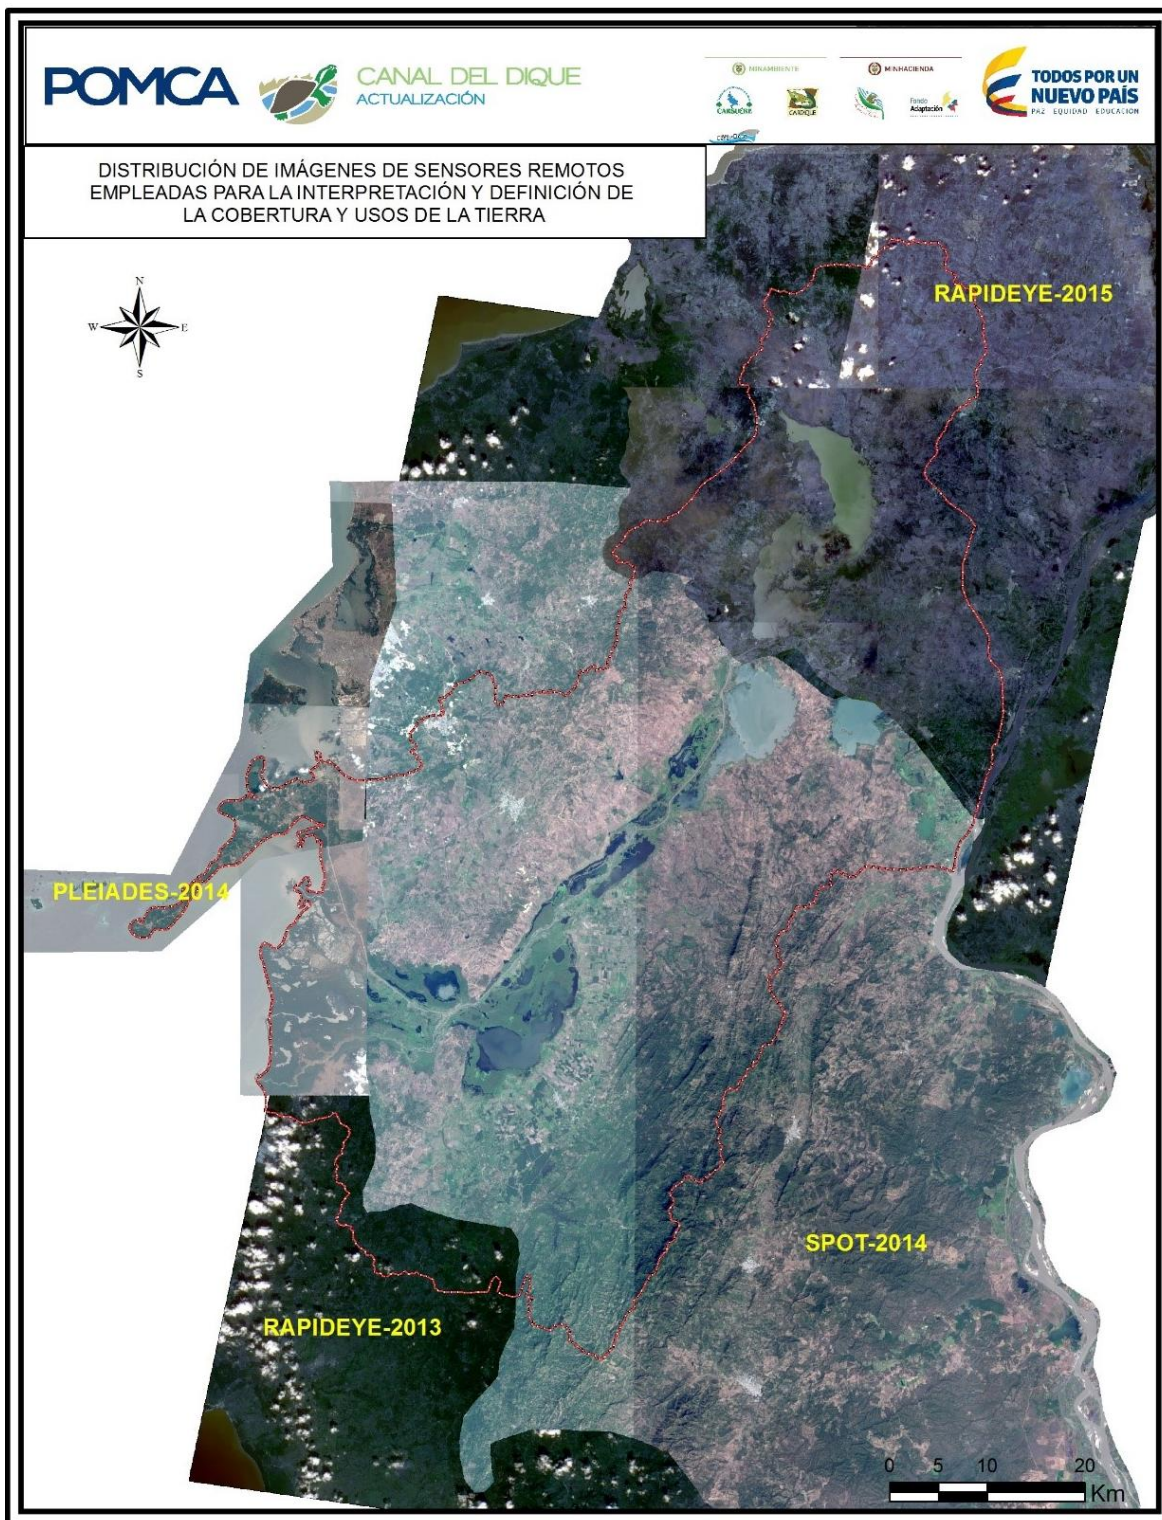 POMCA
CANAL DEL DIQUE
ACTUALIZACIÓN
MINAMBIENTE
MINHACIENDA
CARSUCRE
CARDIQUE
Fondo
Adaptación
TODOS POR UN
NUEVO PAÍS
PAZ EQUIDAD EDUCACIÓN
DISTRIBUCIÓN DE IMÁGENES DE SENSORES REMOTOS
EMPLEADAS PARA LA INTERPRETACIÓN Y DEFINICIÓN DE
LA COBERTURA Y USOS DE LA TIERRA
N
W E
S
RAPIDEYE-2015
PLEIADES-2014
SPOT-2014
RAPIDEYE-2013
0 5 10 20
Km